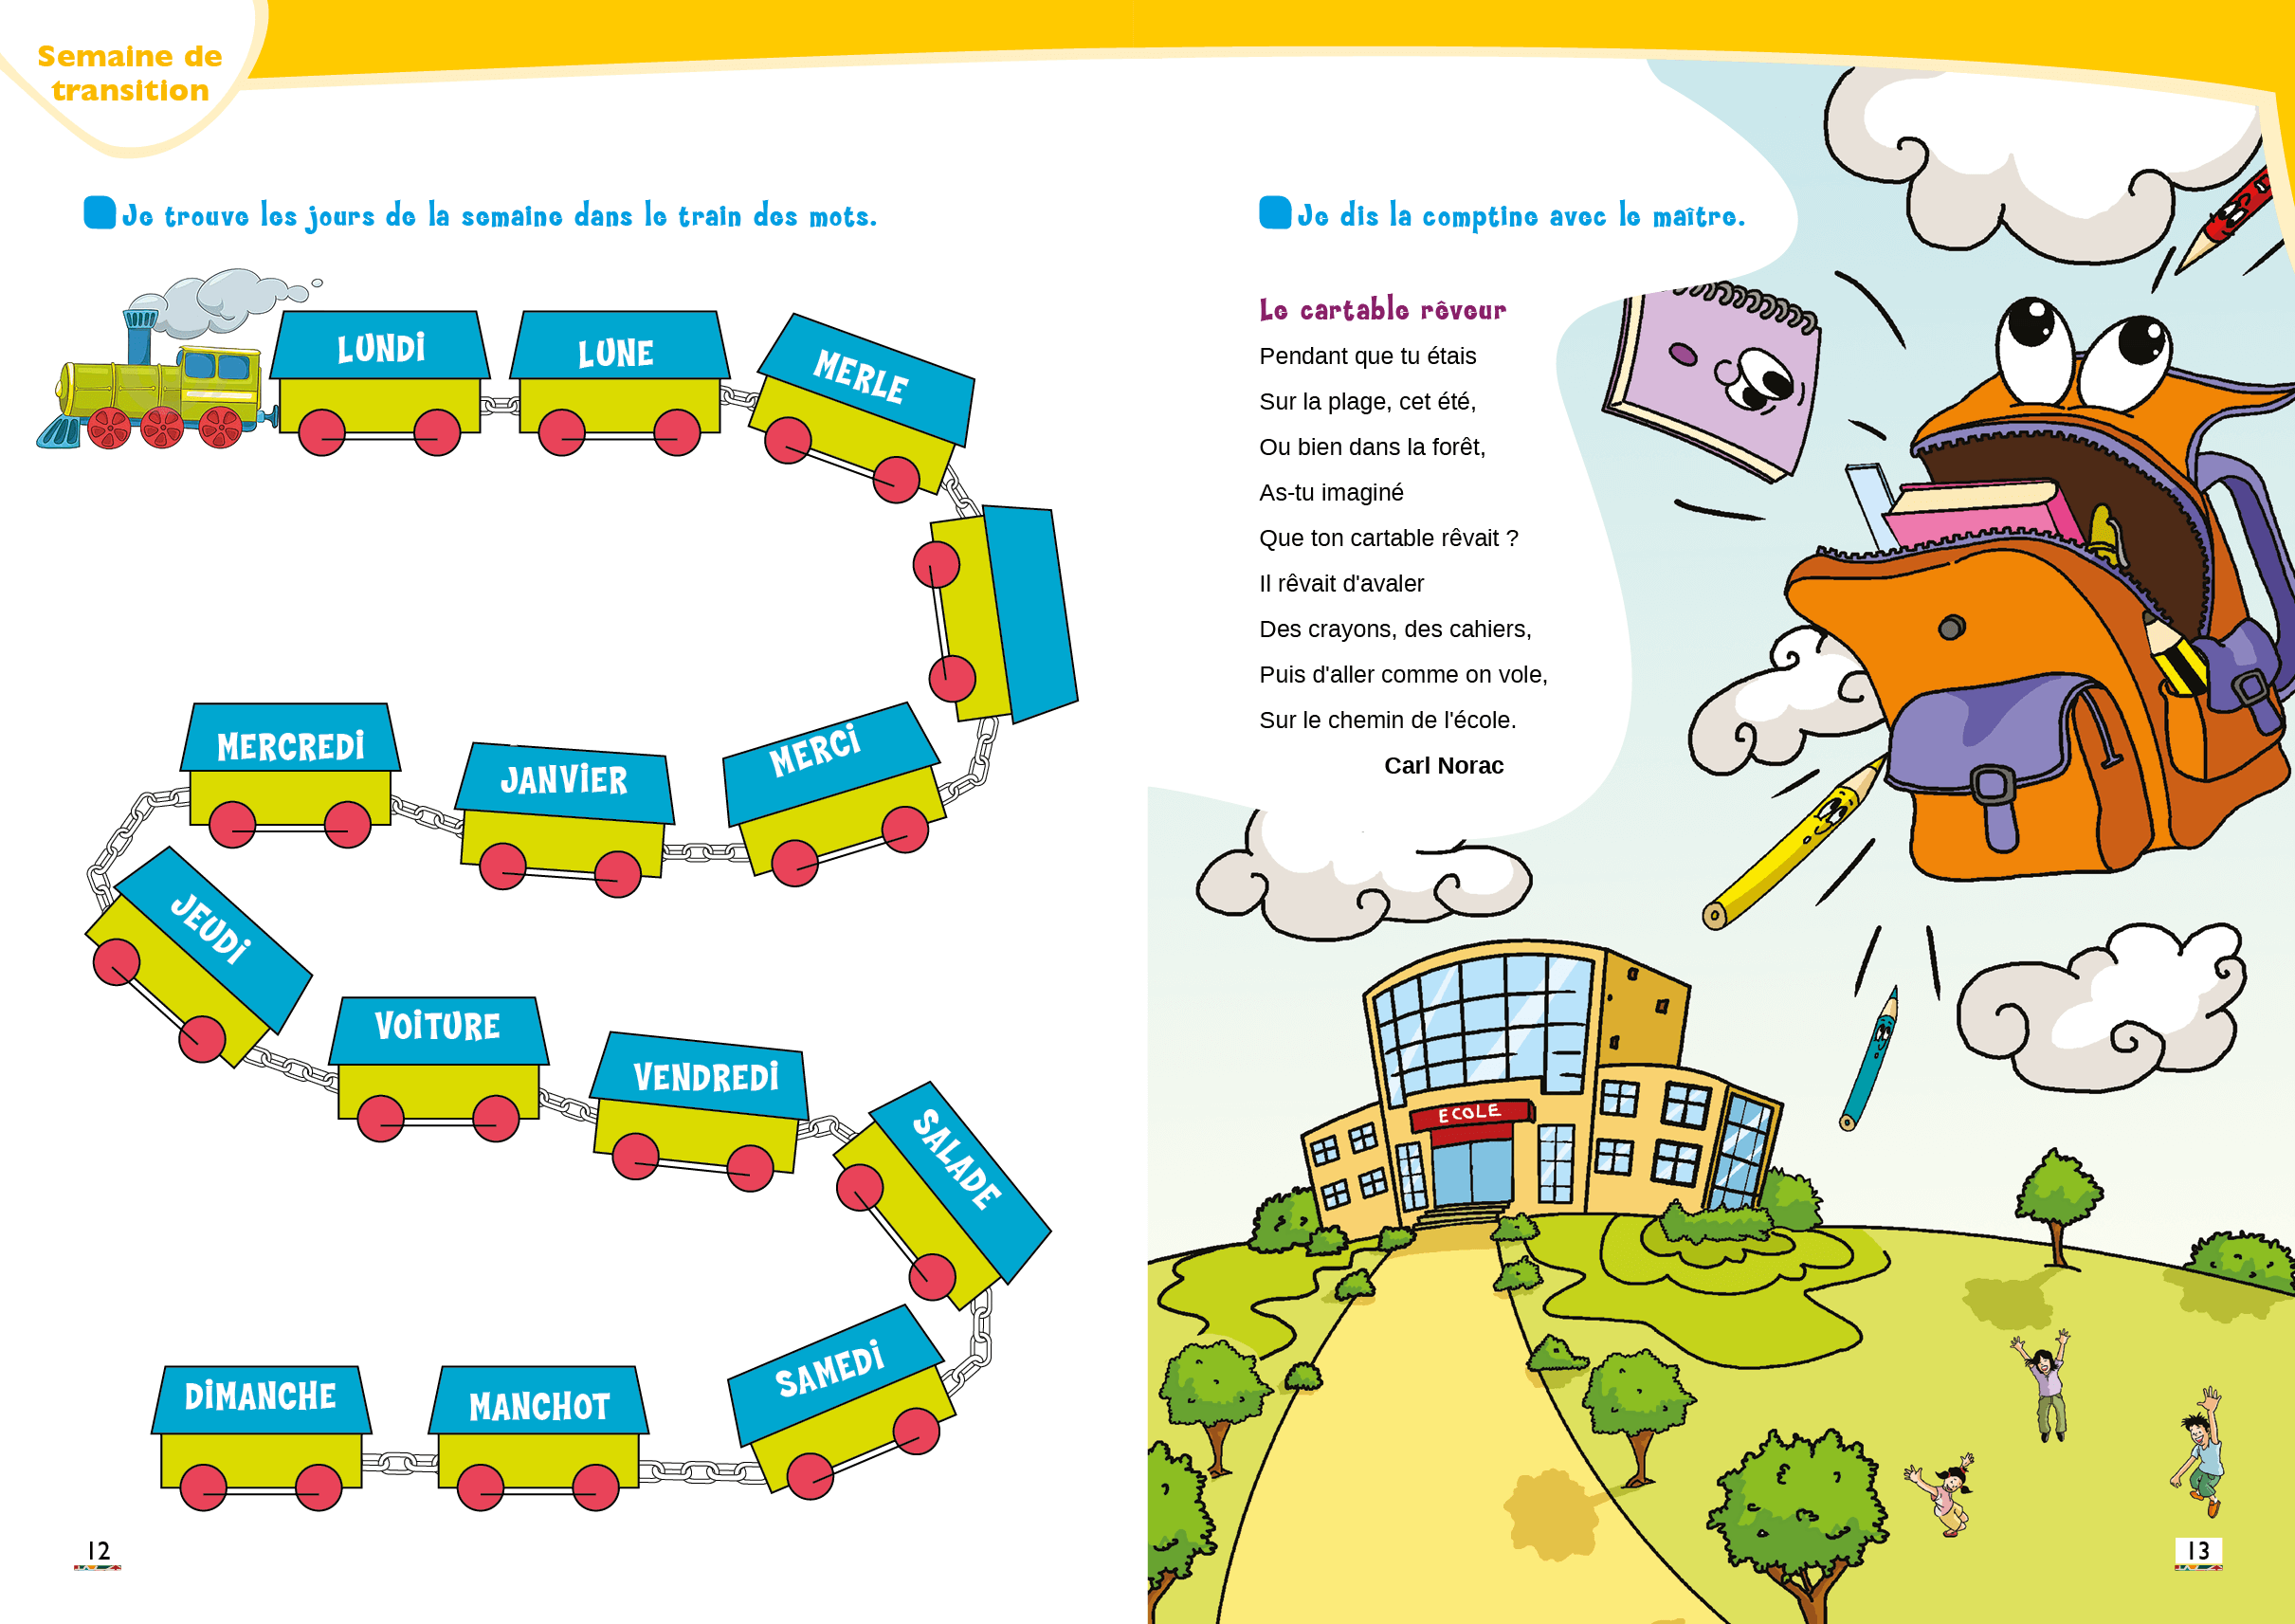 Semaine de
transition
Je trouve les jours de la semaine dans le train des mots.
LUNDi
LUNE
MERLE
MERCi
JANViER
MERCREDi
JEUDi
VOiTURE
VENDREDi
SALADE
SAMEDi
MANCHOT
DiMANCHE
12
Je dis la comptine avec le maître.
Le cartable rêveur
Pendant que tu étais
Sur la plage, cet été,
Ou bien dans la forêt,
As-tu imaginé
Que ton cartable rêvait ?
Il rêvait d'avaler
Des crayons, des cahiers,
Puis d'aller comme on vole,
Sur le chemin de l'école.
Carl Norac
ECOLE
13